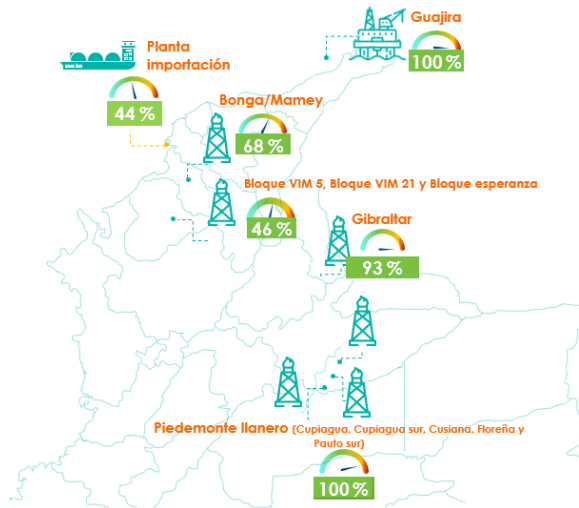 Guajira
100 %
Planta
importación
44 %
Bonga/Mamey
68 %
Bloque VIM 5, Bloque VIM 21 y Bloque esperanza
46 %
Gibraltar
93 %
Piedemonte llanero (Cupiagua, Cupiagua sur, Cusiana, Floreña y
Pauto sur)
100 %